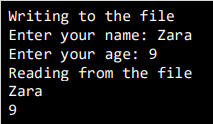 Writing to the file
Enter your name: Zara
Enter your age: 9
Reading from the file
Zara
9